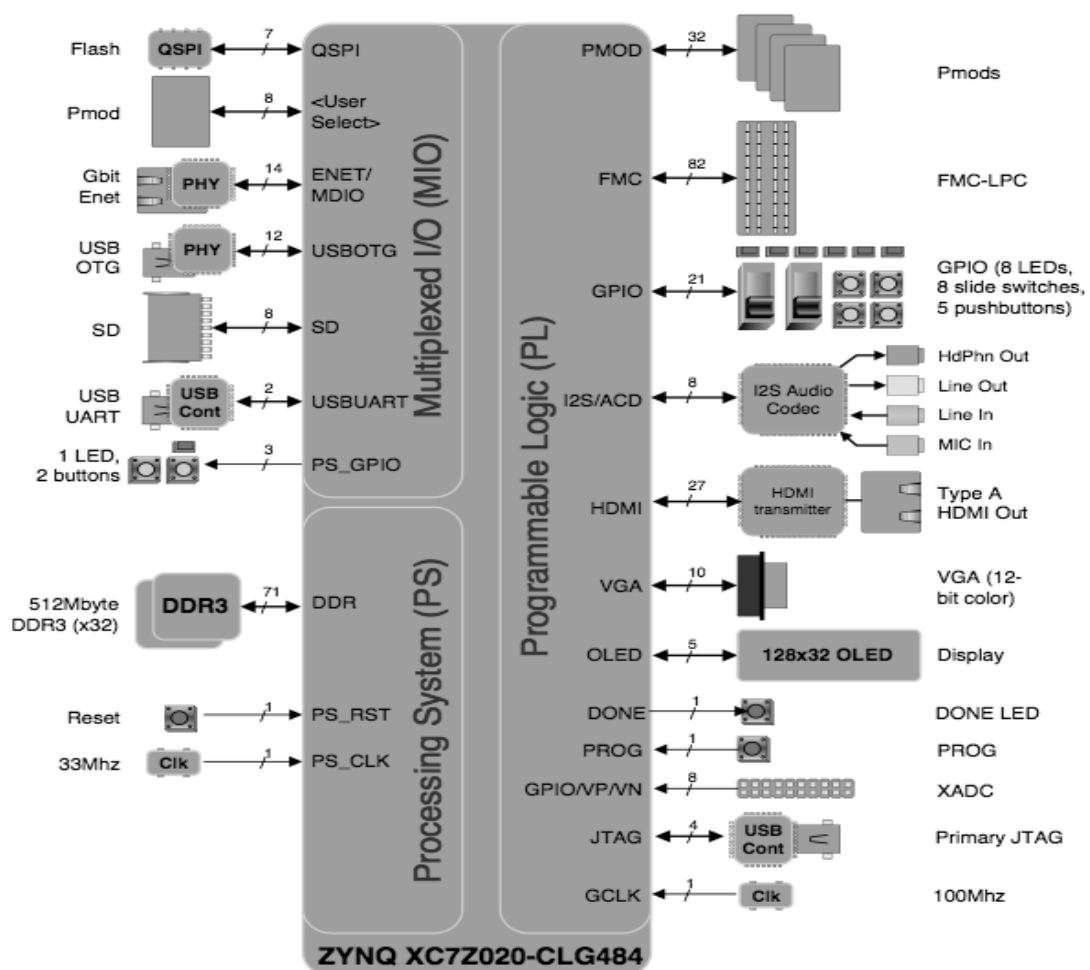 Flash
QSPI
7
QSPI
Pmod
8
<User
Select>
Gbit
Enet
PHY
14
ENET/
MDIO
USB
OTG
PHY
12
USBOTG
SD
8
SD
USB
UART
USB
Cont
2
USBUART
1 LED,
2 buttons
3
PS_GPIO
Multiplexed I/O (MIO)
512Mbyte
DDR3 (x32)
DDR3
71
DDR
Reset
1
PS_RST
33Mhz
Clk
1
PS_CLK
Processing System (PS)
Programmable Logic (PL)
PMOD
32
Pmods
FMC
82
FMC-LPC
GPIO
21
GPIO (8 LEDs,
8 slide switches,
5 pushbuttons)
I2S/ACD
8
I2S Audio
Codec
HdPhn Out
Line Out
Line In
MIC In
HDMI
27
HDMI
transmitter
Type A
HDMI Out
VGA
10
VGA (12-
bit color)
OLED
5
128x32 OLED
Display
DONE
1
DONE LED
PROG
1
PROG
GPIO/VP/VN
8
XADC
JTAG
4
USB
Cont
Primary JTAG
GCLK
1
Clk
100Mhz
ZYNQ XC7Z020-CLG484